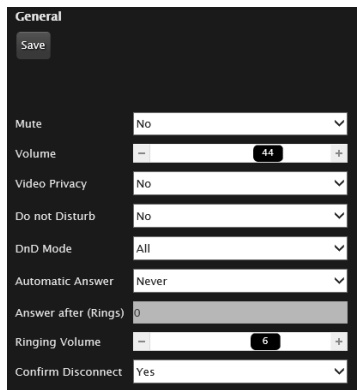 General
Save
Mute No
Volume - 44 +
Video Privacy No
Do not Disturb No
DnD Mode All
Automatic Answer Never
Answer after (Rings) 0
Ringing Volume - 6 +
Confirm Disconnect Yes